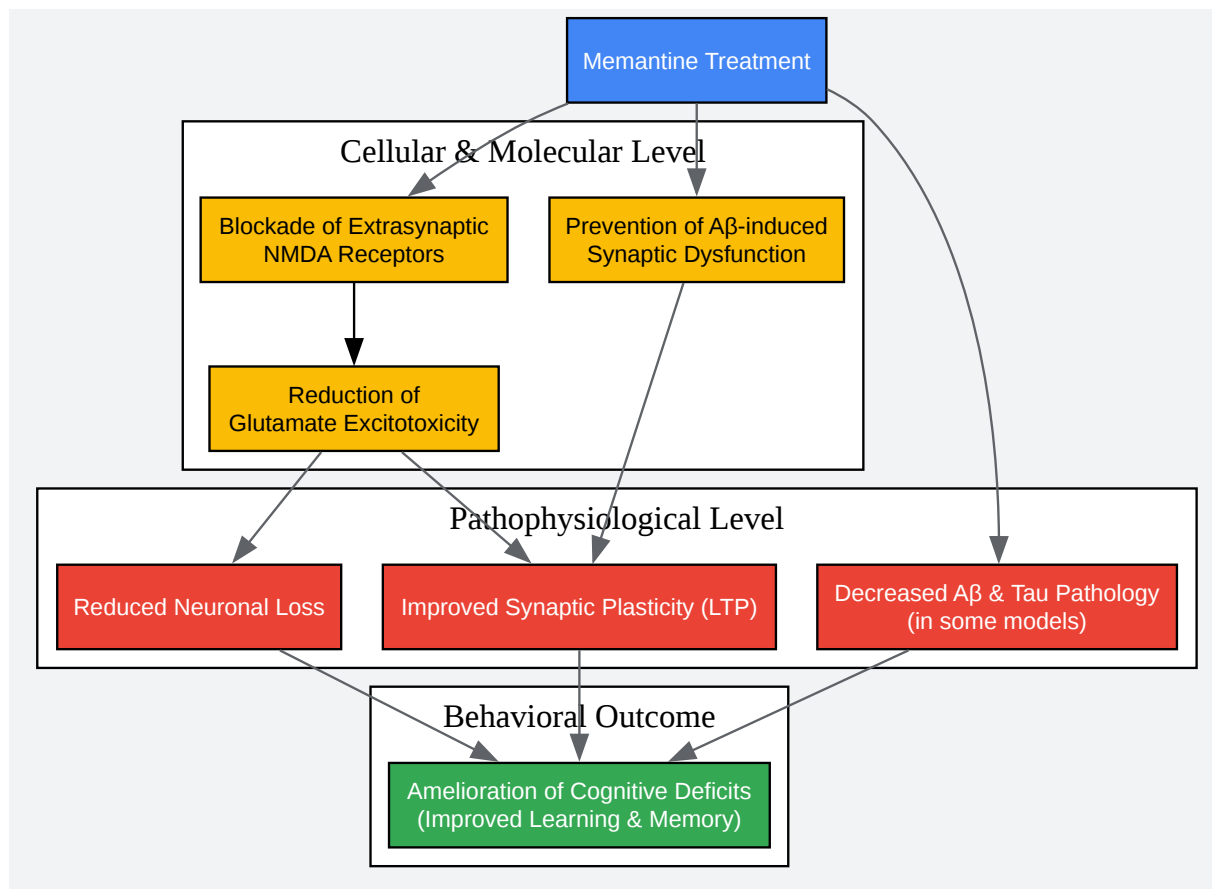 Memantine Treatment
Cellular & Molecular Level
Blockade of Extrasynaptic
NMDA Receptors
Prevention of Aβ-induced
Synaptic Dysfunction
Reduction of
Glutamate Excitotoxicity
Pathophysiological Level
Reduced Neuronal Loss
Improved Synaptic Plasticity (LTP)
Decreased Aβ & Tau Pathology
(in some models)
Behavioral Outcome
Amelioration of Cognitive Deficits
(Improved Learning & Memory)